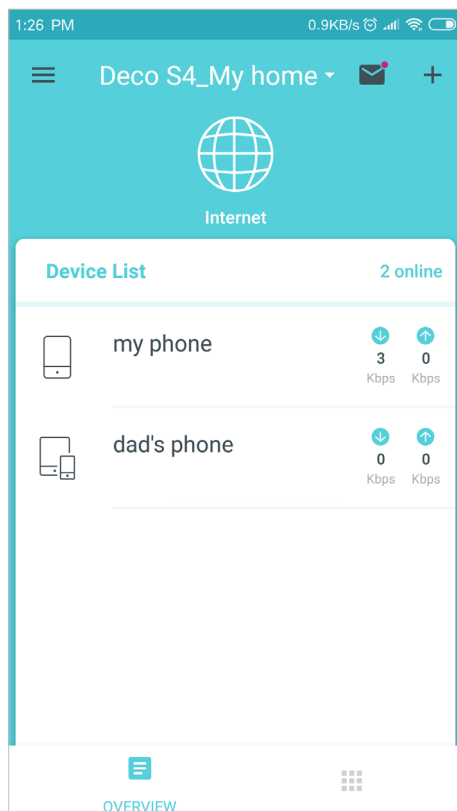 1:26 PM 0.9KB/s
Deco S4_My home
Internet
Device List 2 online
my phone 3 0
Kbps Kbps
dad's phone 0 0
Kbps Kbps
OVERVIEW